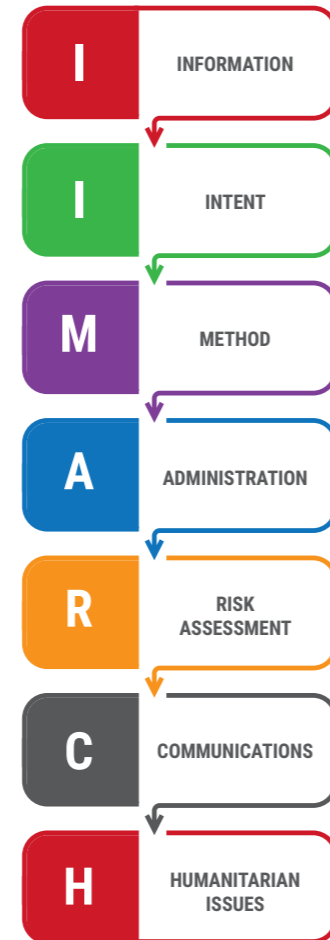 I
INFORMATION
I
INTENT
M
METHOD
A
ADMINISTRATION
R
RISK
ASSESSMENT
C
COMMUNICATIONS
H
HUMANITARIAN
ISSUES